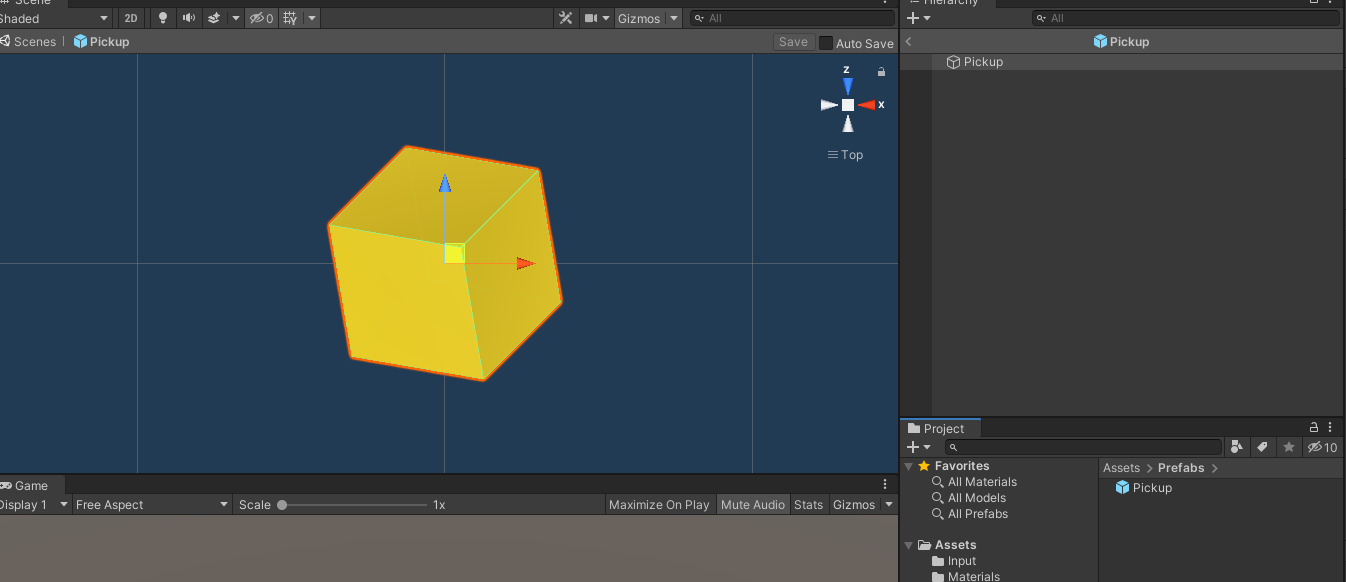 Scene
Hierarchy
Shaded
2D
0
Gizmos
All
All
Scenes
Pickup
Save
Auto Save
Pickup
Pickup
z
x
Top
Project
10
Favorites
All Materials
All Models
All Prefabs
Assets > Prefabs >
Pickup
Assets
Input
Materials
Game
Display 1
Free Aspect
Scale
1x
Maximize On Play
Mute Audio
Stats
Gizmos